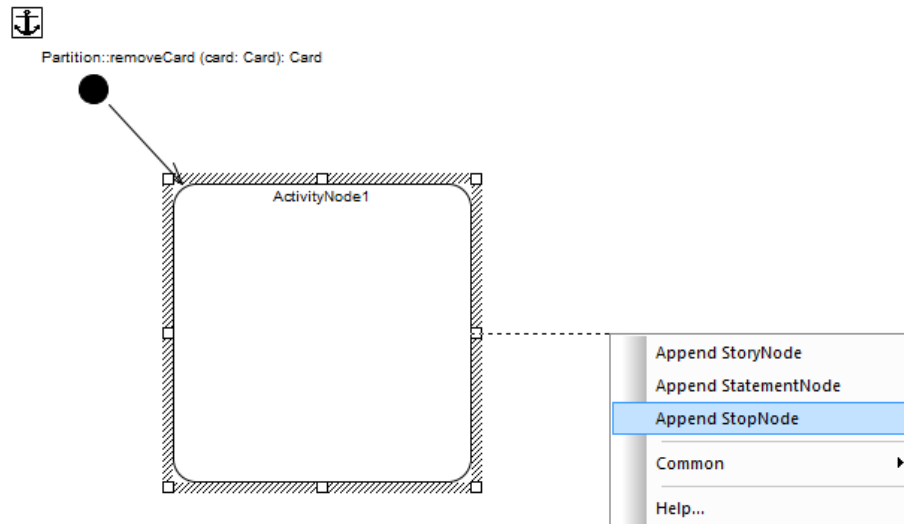 Partition::removeCard (card: Card): Card
ActivityNode1
Append StoryNode
Append StatementNode
Append StopNode
Common
Help...